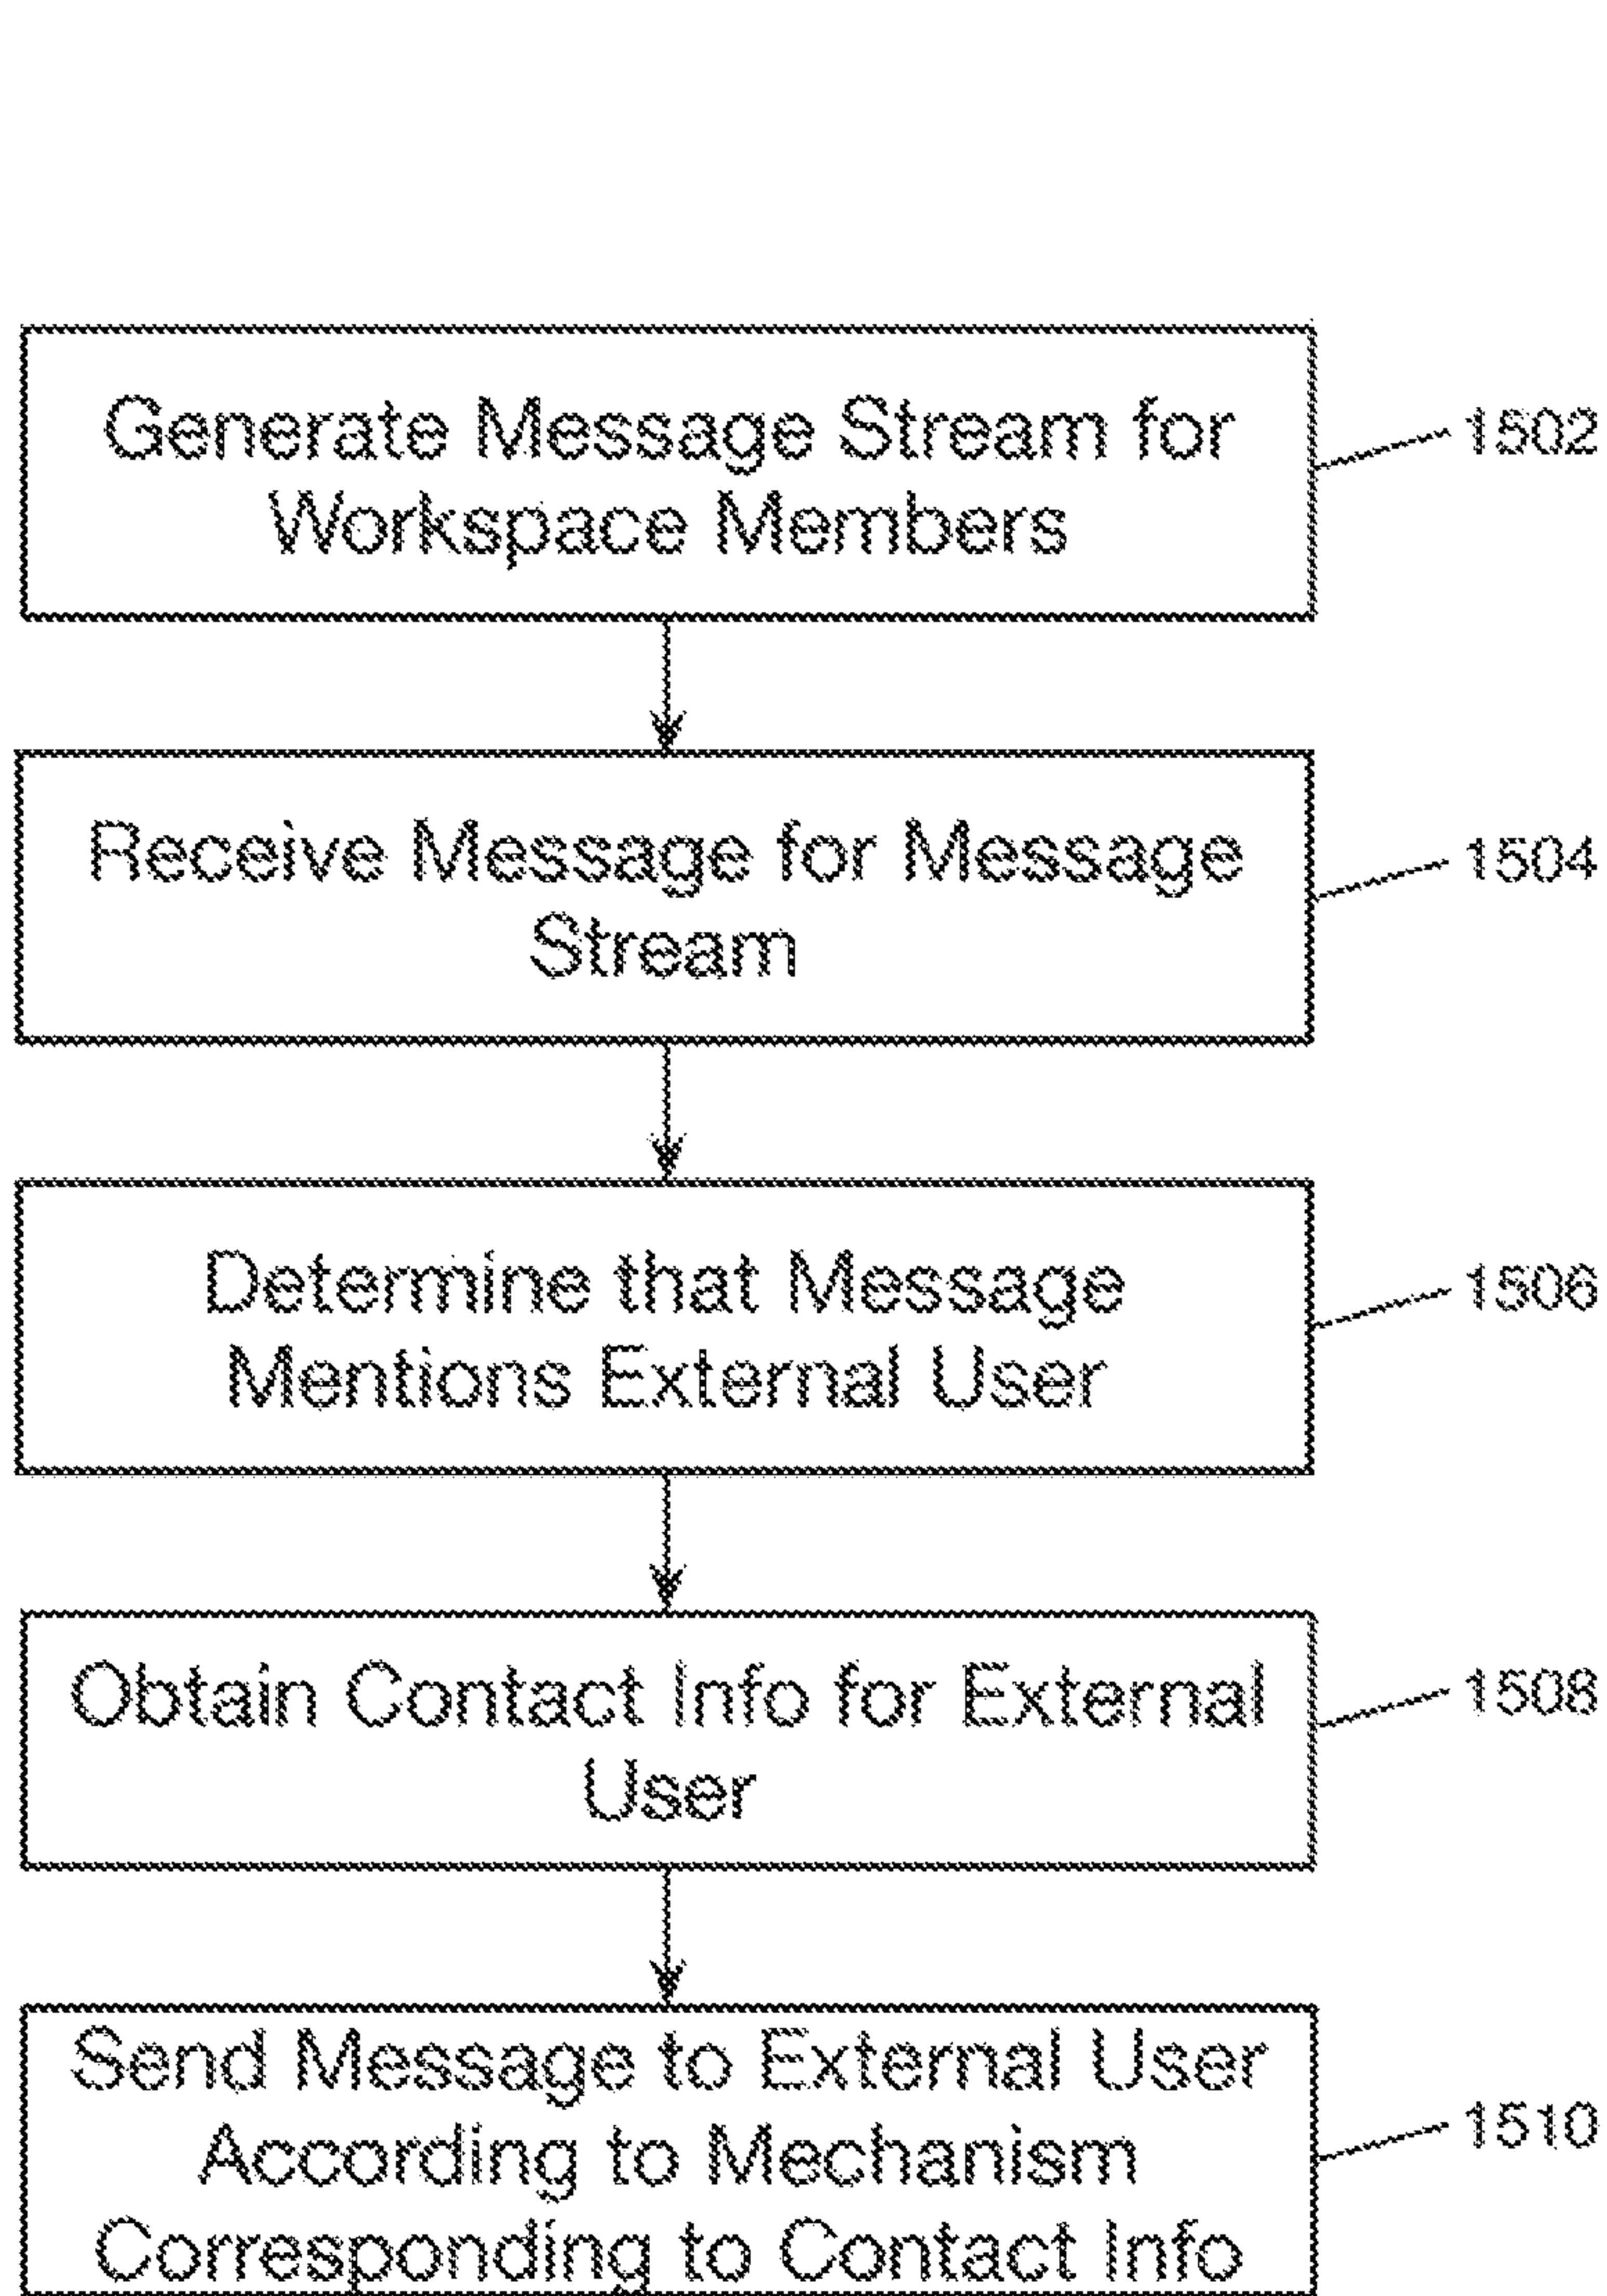 Generate Message Stream for
Workspace Members
1502
Receive Message for Message
Stream
1504
Determine that Message
Mentions External User
1506
Obtain Contact Info for External
User
1508
Send Message to External User
According to Mechanism
Corresponding to Contact Info
1510